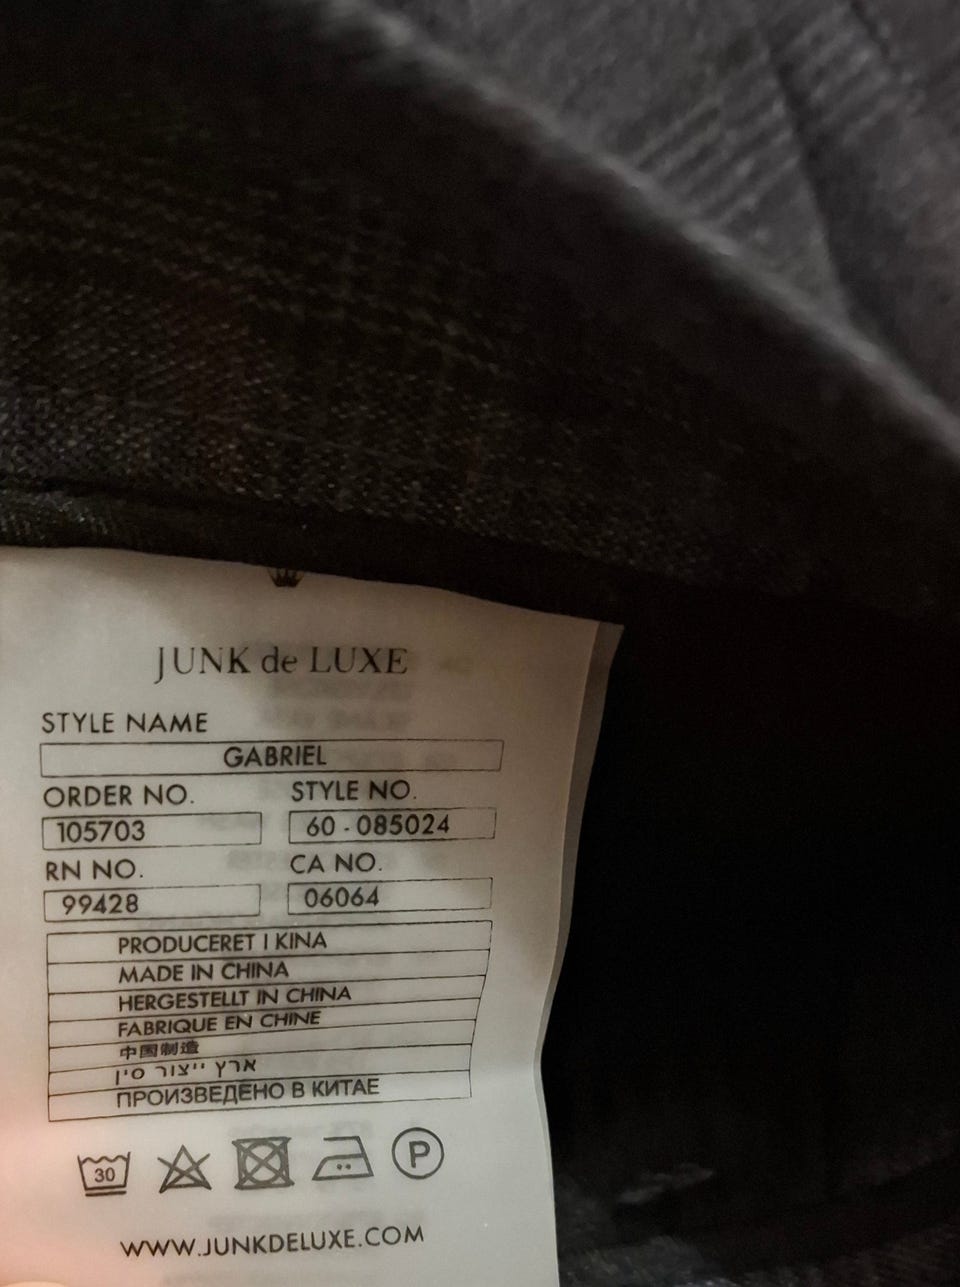 JUNK de LUXE
STYLE NAME
GABRIEL
ORDER NO. STYLE NO.
105703 60 - 085024
RN NO. CA NO.
99428 06064
PRODUCERET I KINA
MADE IN CHINA
HERGESTELLT IN CHINA
FABRIQUE EN CHINE
中国制造
ארץ ייצור סין
ПРОИЗВЕДЕНО В КИТАЕ
30 P
WWW.JUNKDELUXE.COM